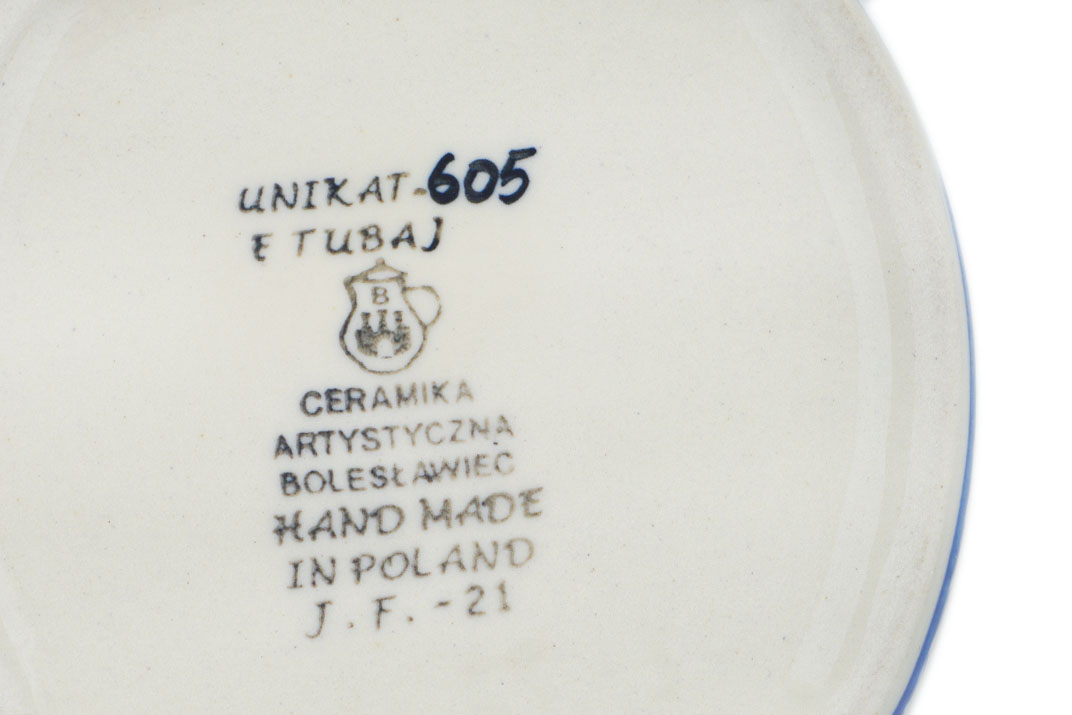 UNIKAT-605
E TUBAJ
B
CERAMIKA
ARTYSTYCZNA
BOLESŁAWIEC
HAND MADE
IN POLAND
J.F.-21